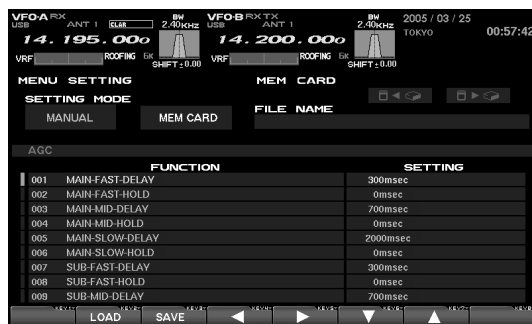 VFO-A RX VFO-B RX TX 2005 / 03 / 25
USB ANT 1 CLAR BW 2.40KHz USB ANT 1 BW 2.40KHz TOKYO 00:57:42
14.195.000 14.200.000
VRF ROOFING 6K SHIFT±0.00 VRF ROOFING 6K SHIFT±0.00
MENU SETTING MEM CARD
SETTING MODE
MANUAL MEM CARD FILE NAME
AGC
FUNCTION SETTING
001 MAIN-FAST-DELAY 300msec
002 MAIN-FAST-HOLD 0msec
003 MAIN-MID-DELAY 700msec
004 MAIN-MID-HOLD 0msec
005 MAIN-SLOW-DELAY 2000msec
006 MAIN-SLOW-HOLD 0msec
007 SUB-FAST-DELAY 300msec
008 SUB-FAST-HOLD 0msec
009 SUB-MID-DELAY 700msec
LOAD SAVE